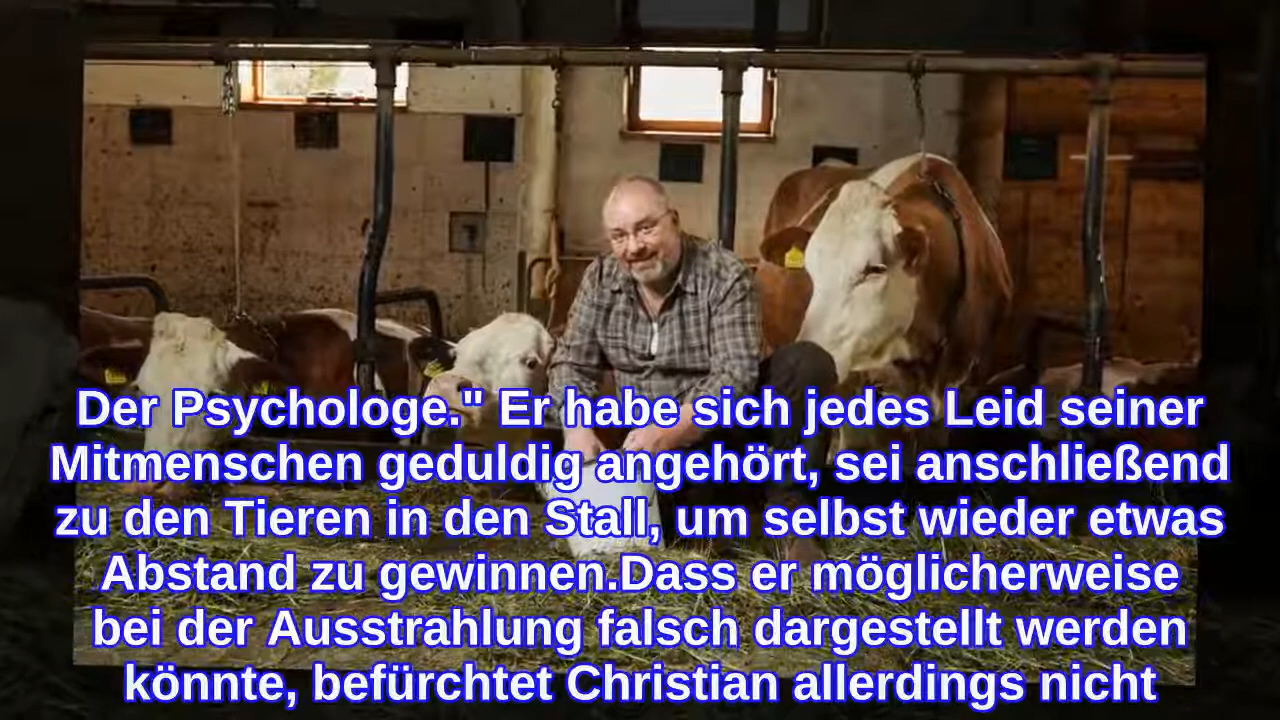 Der Psychologe." Er habe sich jedes Leid seiner
Mitmenschen geduldig angehört, sei anschließend
zu den Tieren in den Stall, um selbst wieder etwas
Abstand zu gewinnen.Dass er möglicherweise
bei der Ausstrahlung falsch dargestellt werden
könnte, befürchtet Christian allerdings nicht